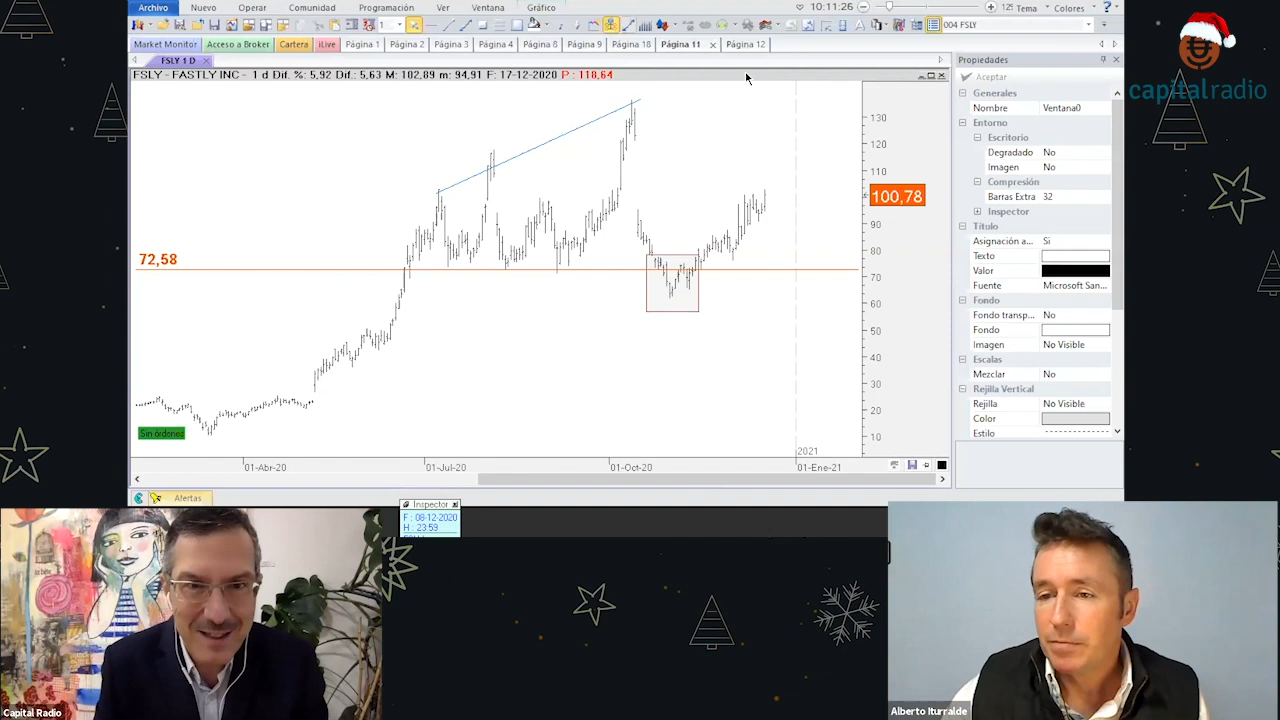 Archivo Nuevo Operar Comunidad Programación Ver Ventana Gráfico 10:11:26 125 Tema Colores
1 004 FSLY
Market Monitor Acceso a Broker Cartera iLive Página 1 Página 2 Página 3 Página 4 Página 8 Página 9 Página 18 Página 11 Página 12
FSLY 1 D
FSLY - FASTLY INC - 1 d Dif. %: 5,92 Dif.: 5,63 M: 102,89 m: 94,91 F: 17-12-2020 P : 118,64
130
120
110
100,78
90
80
70
60
50
40
30
20
10
72,58
Sin órdenes
2021
01-Abr-20 01-Jul-20 01-Oct-20 01-Ene-21
Propiedades
Aceptar
Generales
Nombre Ventana0
Entorno
Escritorio
Degradado No
Imagen No
Compresión
Barras Extra 32
Inspector
Título
Asignación a... Si
Texto
Valor
Fuente Microsoft San...
Fondo
Fondo transp... No
Fondo
Imagen No Visible
Escalas
Mezclar No
Rejilla Vertical
Rejilla No Visible
Color
Estilo
capitalradio
Alertas
Inspector
F : 08-12-2020
H : 23:59
Capital Radio
Alberto Iturralde